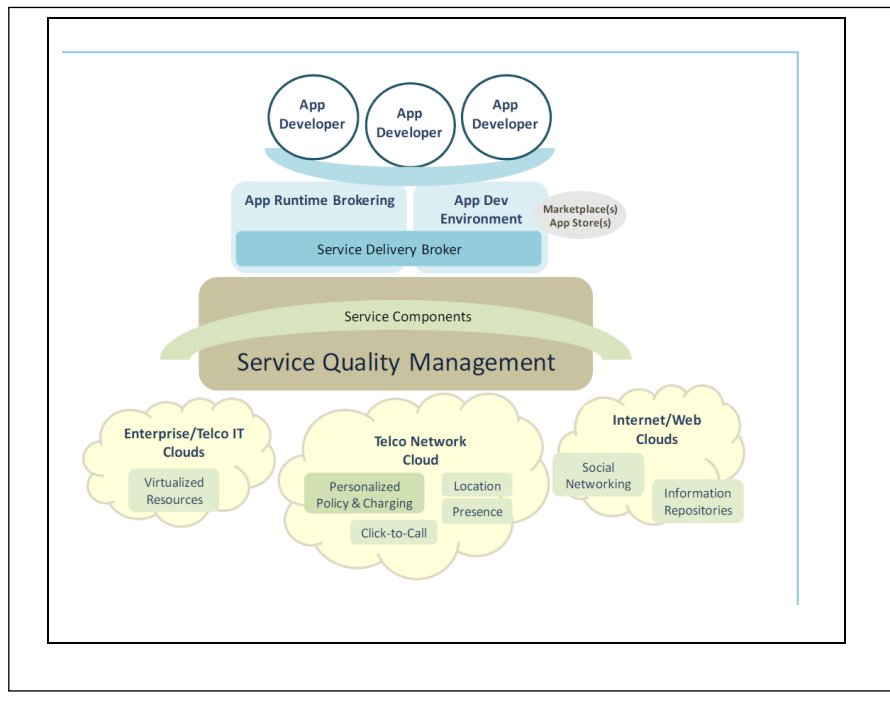 App
Developer
App
Developer
App
Developer
App Runtime Brokering
App Dev
Environment
Marketplace(s)
App Store(s)
Service Delivery Broker
Service Components
Service Quality Management
Enterprise/Telco IT
Clouds
Virtualized
Resources
Telco Network
Cloud
Personalized
Policy & Charging
Location
Presence
Click-to-Call
Internet/Web
Clouds
Social
Networking
Information
Repositories